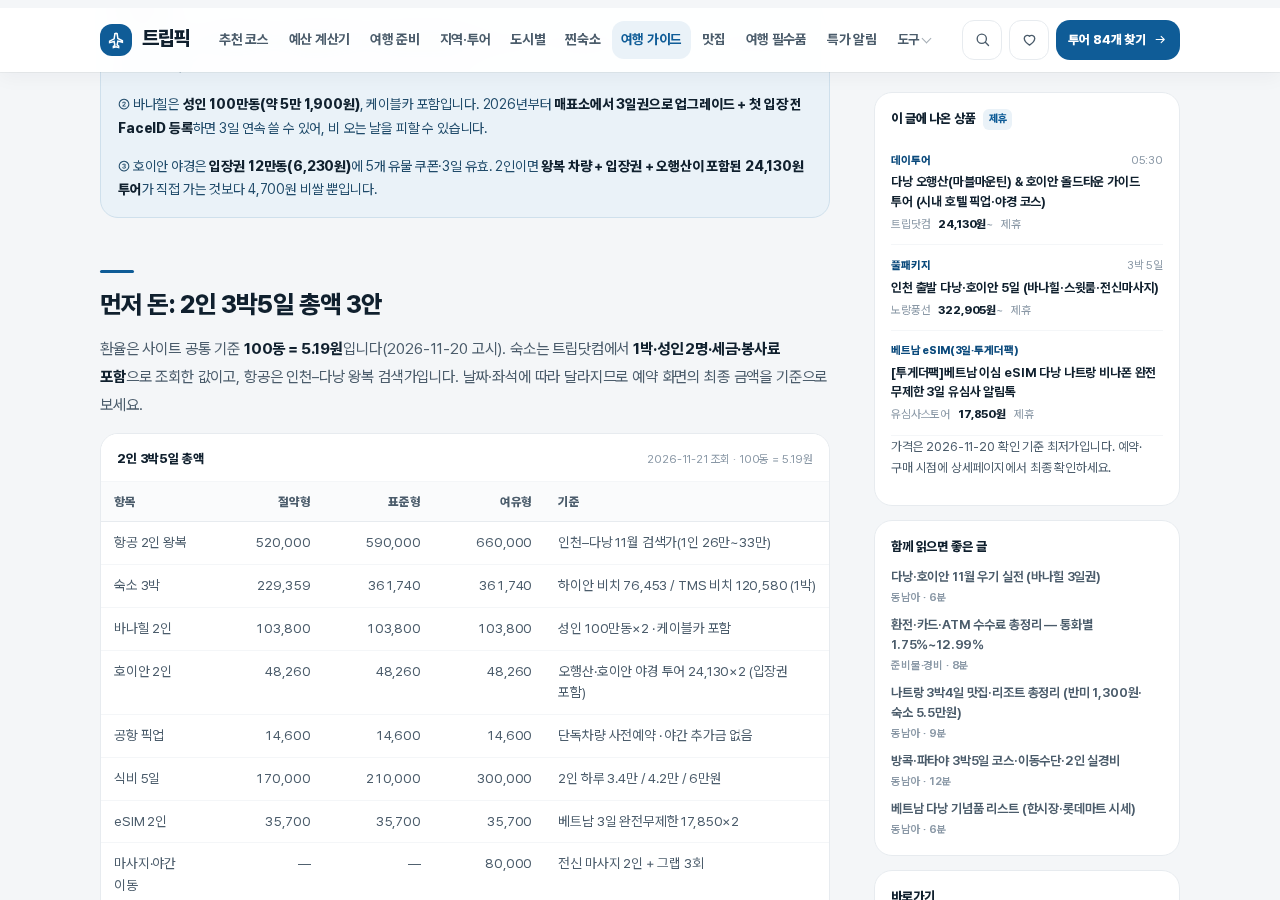 트립픽
추천 코스
예산 계산기
여행 준비
지역·투어
도시별
찐숙소
여행 가이드
맛집
여행 필수품
특가 알림
도구
투어 84개 찾기 →
② 바나힐은 성인 100만동(약 5만 1,900원), 케이블카 포함입니다. 2026년부터 매표소에서 3일권으로 업그레이드 + 첫 입장 전
FaceID 등록하면 3일 연속 쓸 수 있어, 비 오는 날을 피할 수 있습니다.
③ 호이안 야경은 입장권 12만동(6,230원)에 5개 유물 쿠폰·3일 유효. 2인이면 왕복 차량 + 입장권 + 오행산이 포함된 24,130원
투어가 직접 가는 것보다 4,700원 비쌀 뿐입니다.
먼저 돈: 2인 3박5일 총액 3안
환율은 사이트 공통 기준 100동 = 5.19원입니다(2026-11-20 고시). 숙소는 트립닷컴에서 1박·성인 2명·세금·봉사료
포함으로 조회한 값이고, 항공은 인천–다낭 왕복 검색가입니다. 날짜·좌석에 따라 달라지므로 예약 화면의 최종 금액을 기준으로
보세요.
2인 3박5일 총액
2026-11-21 조회 · 100동 = 5.19원
항목 절약형 표준형 여유형 기준
항공 2인 왕복 520,000 590,000 660,000 인천–다낭 11월 검색가(1인 26만~33만)
숙소 3박 229,359 361,740 361,740 하이안 비치 76,453 / TMS 비치 120,580 (1박)
바나힐 2인 103,800 103,800 103,800 성인 100만동×2 · 케이블카 포함
호이안 2인 48,260 48,260 48,260 오행산·호이안 야경 투어 24,130×2 (입장권
포함)
공항 픽업 14,600 14,600 14,600 단독차량 사전예약 · 야간 추가금 없음
식비 5일 170,000 210,000 300,000 2인 하루 3.4만 / 4.2만 / 6만원
eSIM 2인 35,700 35,700 35,700 베트남 3일 완전무제한 17,850×2
마사지·야간
이동 — — 80,000 전신 마사지 2인 + 그랩 3회
이 글에 나온 상품 제휴
데이투어 05:30
다낭 오행산(마블마운틴) & 호이안 올드타운 가이드
투어 (시내 호텔 픽업·야경 코스)
트립닷컴 24,130원~ 제휴
풀패키지 3박 5일
인천 출발 다낭·호이안 5일 (바나힐·스윗룸·전신마사지)
노랑풍선 322,905원~ 제휴
베트남 eSIM(3일·투게더팩)
[투게더팩]베트남 이심 eSIM 다낭 나트랑 비나폰 완전
무제한 3일 유심사 알림톡
유심사스토어 17,850원 제휴
가격은 2026-11-20 확인 기준 최저가입니다. 예약·
구매 시점에 상세페이지에서 최종 확인하세요.
함께 읽으면 좋은 글
다낭·호이안 11월 우기 실전 (바나힐 3일권)
동남아 · 6분
환전·카드·ATM 수수료 총정리 — 통화별
1.75%~12.99%
준비물·경비 · 8분
나트랑 3박4일 맛집·리조트 총정리 (반미 1,300원·
숙소 5.5만원)
동남아 · 9분
방콕·파타야 3박5일 코스·이동수단·2인 실경비
동남아 · 12분
베트남 다낭 기념품 리스트 (한시장·롯데마트 시세)
동남아 · 6분
바로가기